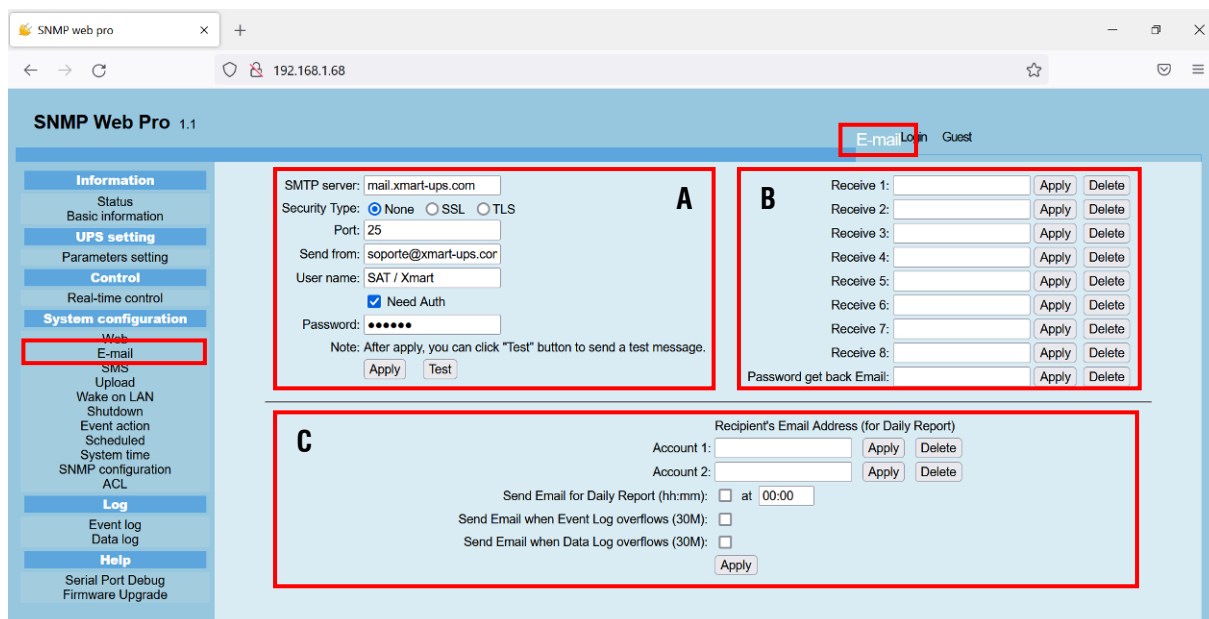 SNMP web pro
192.168.1.68
SNMP Web Pro 1.1
E-mail Login Guest
Information
Status
Basic information
UPS setting
Parameters setting
Control
Real-time control
System configuration
Web
E-mail
SMS
Upload
Wake on LAN
Shutdown
Event action
Scheduled
System time
SNMP configuration
ACL
Log
Event log
Data log
Help
Serial Port Debug
Firmware Upgrade
A
SMTP server: mail.xmart-ups.com
Security Type: None SSL TLS
Port: 25
Send from: soporte@xmart-ups.cor
User name: SAT / Xmart
Need Auth
Password: ●●●●●●
Note: After apply, you can click "Test" button to send a test message.
Apply Test
B
Receive 1: Apply Delete
Receive 2: Apply Delete
Receive 3: Apply Delete
Receive 4: Apply Delete
Receive 5: Apply Delete
Receive 6: Apply Delete
Receive 7: Apply Delete
Receive 8: Apply Delete
Password get back Email: Apply Delete
C
Recipient's Email Address (for Daily Report)
Account 1: Apply Delete
Account 2: Apply Delete
Send Email for Daily Report (hh:mm): at 00:00
Send Email when Event Log overflows (30M):
Send Email when Data Log overflows (30M):
Apply